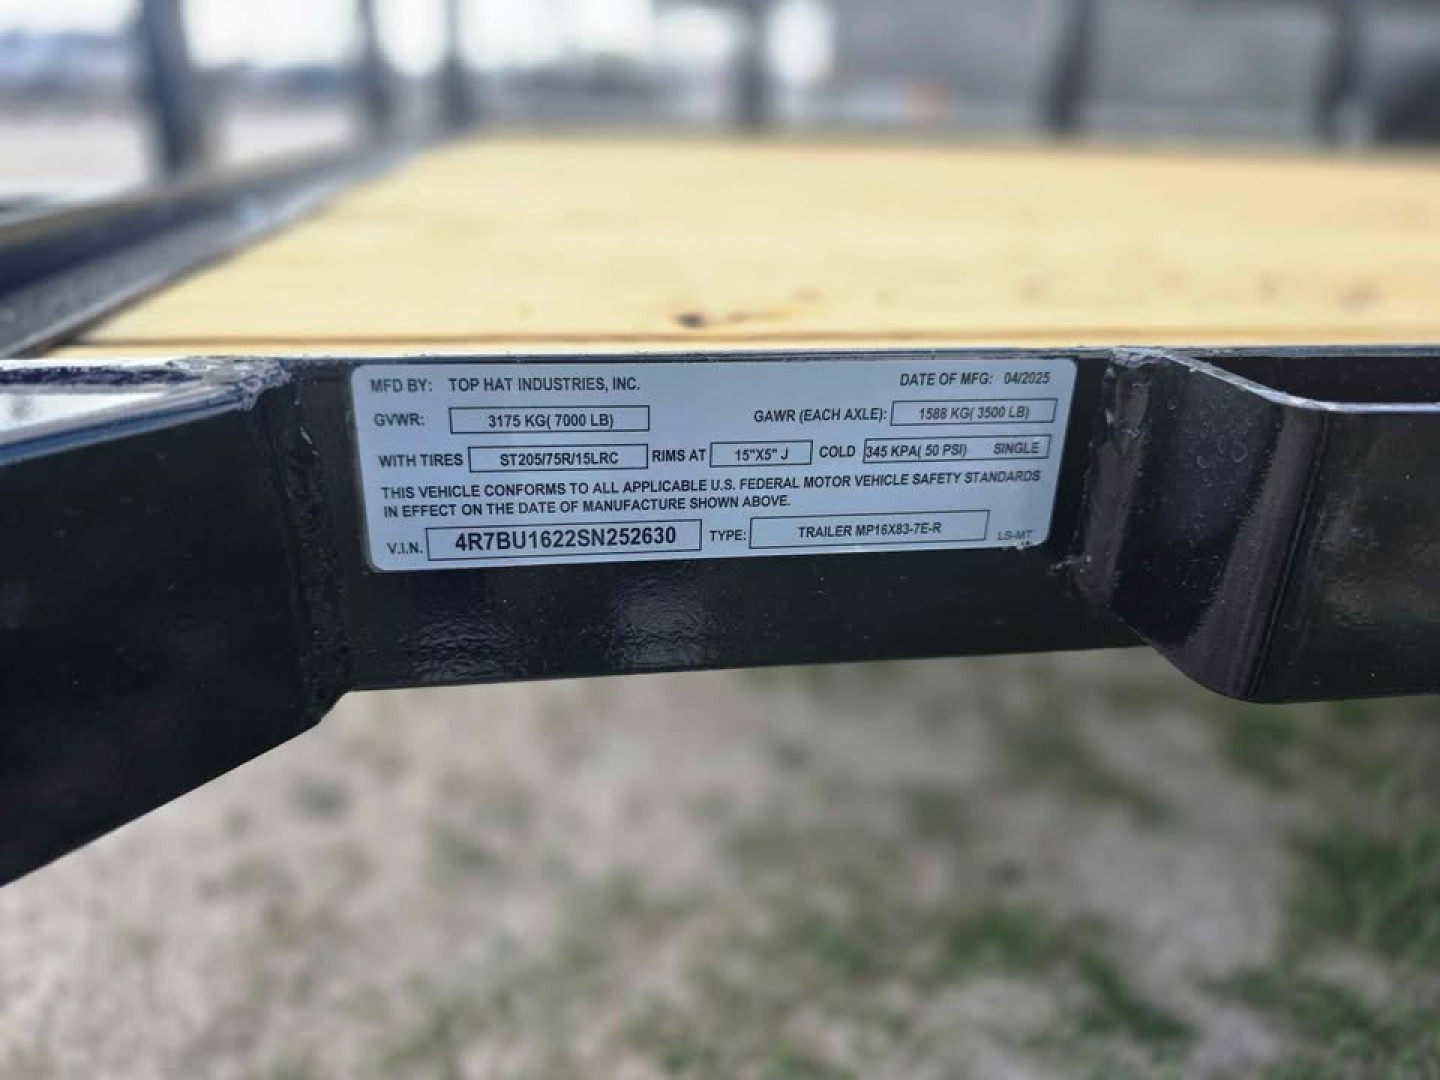 MFD BY: TOP HAT INDUSTRIES, INC. DATE OF MFG: 04/2025
GVWR: 3175 KG( 7000 LB) GAWR (EACH AXLE): 1588 KG( 3500 LB)
WITH TIRES ST205/75R/15LRC RIMS AT 15"X5" J COLD 345 KPA( 50 PSI) SINGLE
THIS VEHICLE CONFORMS TO ALL APPLICABLE U.S. FEDERAL MOTOR VEHICLE SAFETY STANDARDS
IN EFFECT ON THE DATE OF MANUFACTURE SHOWN ABOVE.
V.I.N. 4R7BU1622SN252630 TYPE: TRAILER MP16X83-7E-R LS-MT